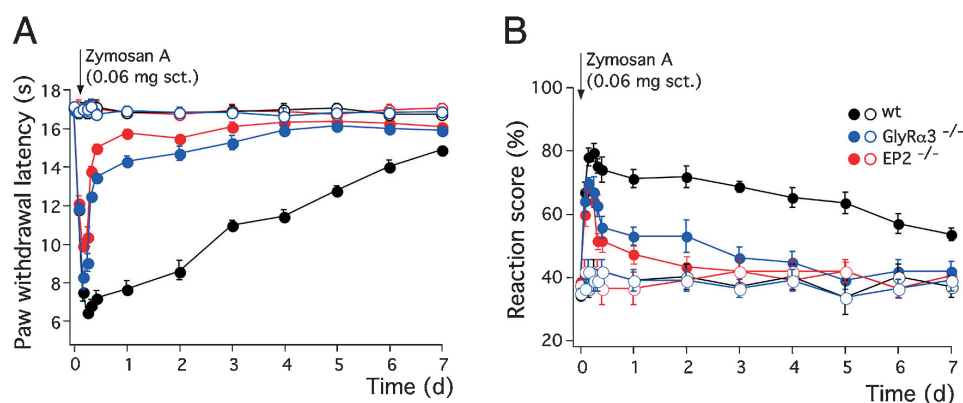 A
Zymosan A
(0.06 mg sct.)
Paw withdrawal latency (s)
18
16
14
12
10
8
6
0 1 2 3 4 5 6 7
Time (d)
B
Zymosan A
(0.06 mg sct.)
Reaction score (%)
100
80
60
40
20
wt
GlyRα3 -/-
EP2 -/-
0 1 2 3 4 5 6 7
Time (d)